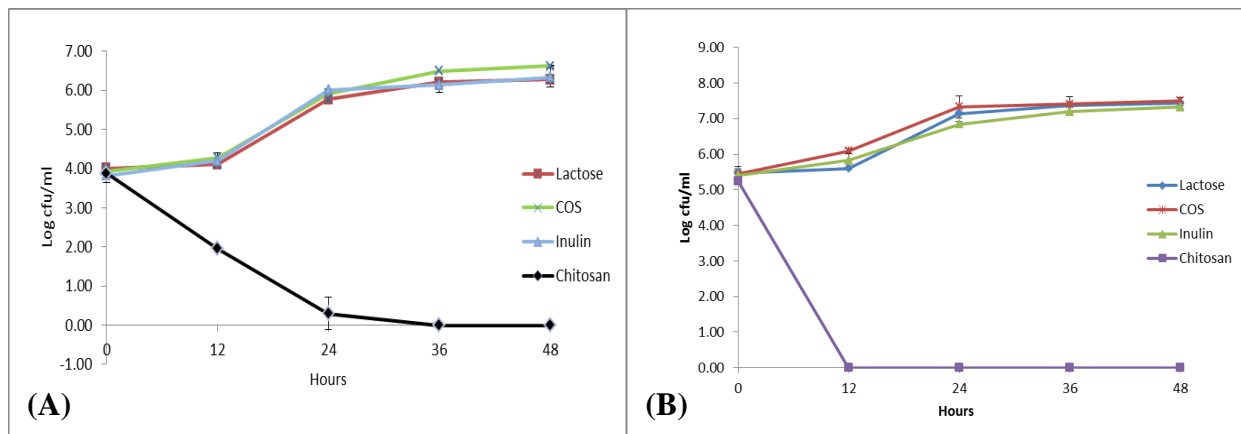 7.00
6.00
5.00
4.00
3.00
2.00
1.00
0.00
-1.00
Log cfu/ml
0 12 24 36 48
Hours
Lactose
COS
Inulin
Chitosan
(A)
9.00
8.00
7.00
6.00
5.00
4.00
3.00
2.00
1.00
0.00
Log cfu/ml
0 12 24 36 48
Hours
Lactose
COS
Inulin
Chitosan
(B)